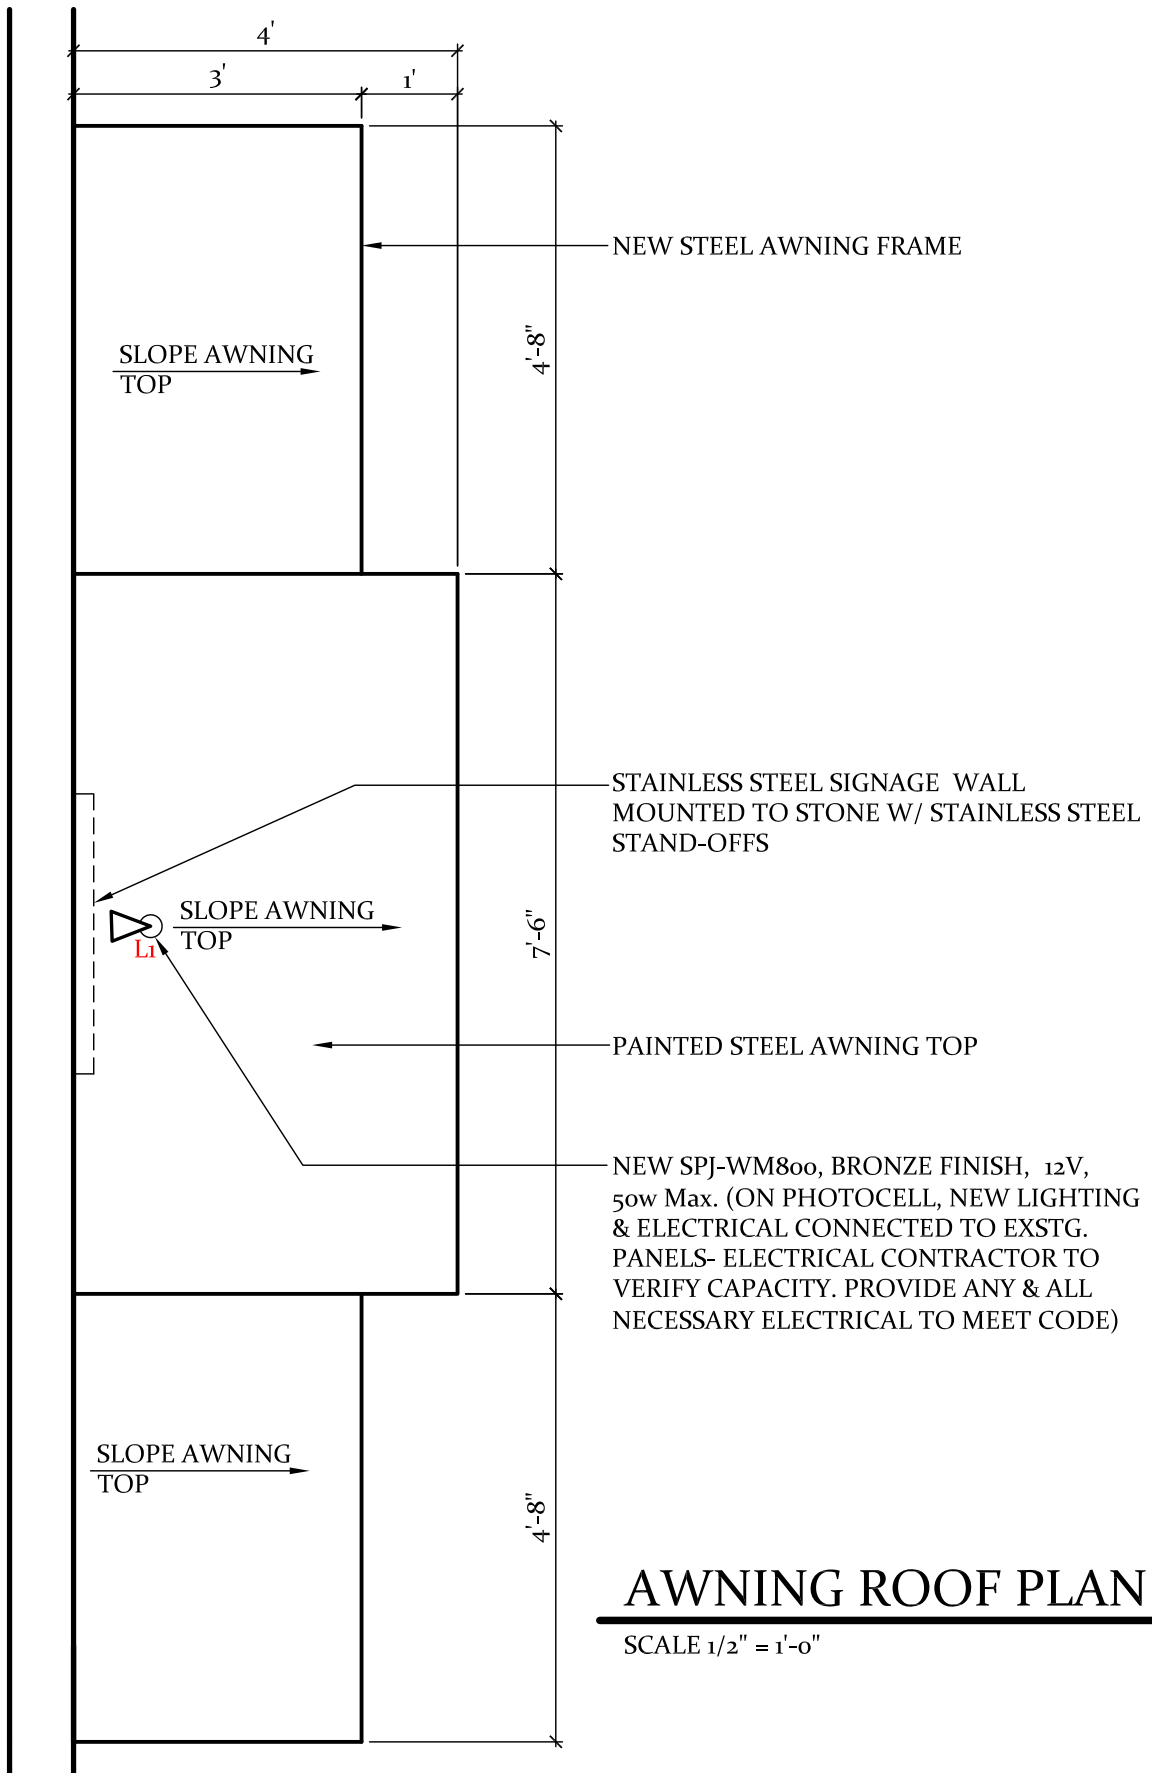 4'
3'
1'
NEW STEEL AWNING FRAME
4'-8"
SLOPE AWNING
TOP
STAINLESS STEEL SIGNAGE WALL
MOUNTED TO STONE W/ STAINLESS STEEL
STAND-OFFS
SLOPE AWNING
TOP
L1
7'-6"
PAINTED STEEL AWNING TOP
NEW SPJ-WM800, BRONZE FINISH, 12V,
50w Max. (ON PHOTOCELL, NEW LIGHTING
& ELECTRICAL CONNECTED TO EXSTG.
PANELS- ELECTRICAL CONTRACTOR TO
VERIFY CAPACITY. PROVIDE ANY & ALL
NECESSARY ELECTRICAL TO MEET CODE)
SLOPE AWNING
TOP
4'-8"
AWNING ROOF PLAN
SCALE 1/2" = 1'-0"